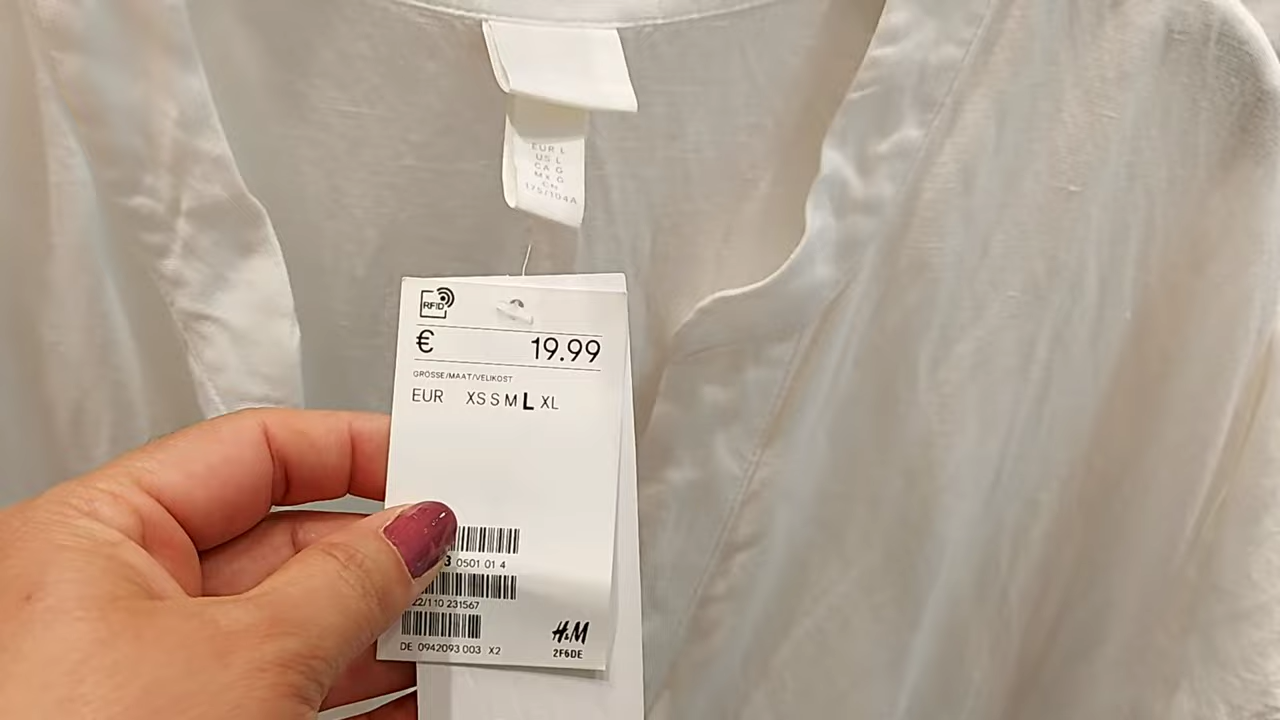 EUR L
US L
CA G
MX G
CN
175/104A
RFID
€ 19.99
GRÖSSE/MAAT/VELIKOST
EUR XS S M L XL
3 0501 01 4
22/110 231567
H&M
DE 0942093 003 X2
2F6DE